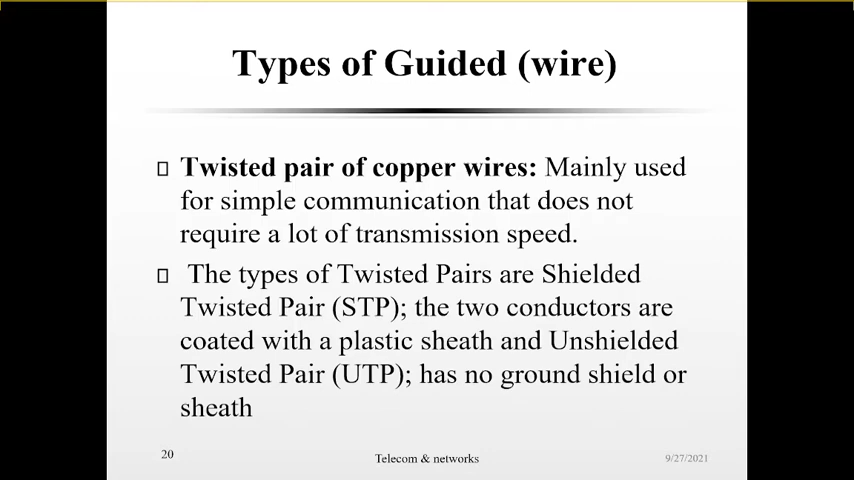 Types of Guided (wire)
Twisted pair of copper wires: Mainly used
for simple communication that does not
require a lot of transmission speed.
The types of Twisted Pairs are Shielded
Twisted Pair (STP); the two conductors are
coated with a plastic sheath and Unshielded
Twisted Pair (UTP); has no ground shield or
sheath
20
Telecom & networks
9/27/2021